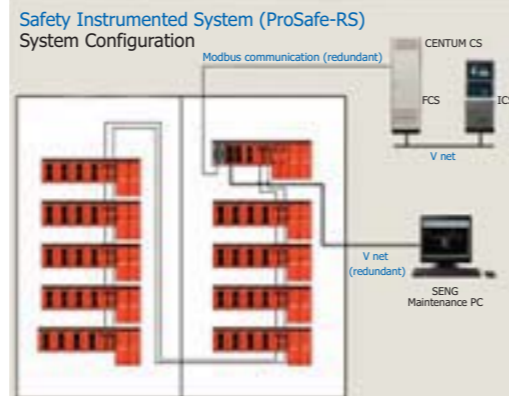 Safety Instrumented System (ProSafe-RS)
System Configuration
Modbus communication (redundant)
CENTUM CS
FCS
ICS
V net
V net
(redundant)
SENG
Maintenance PC